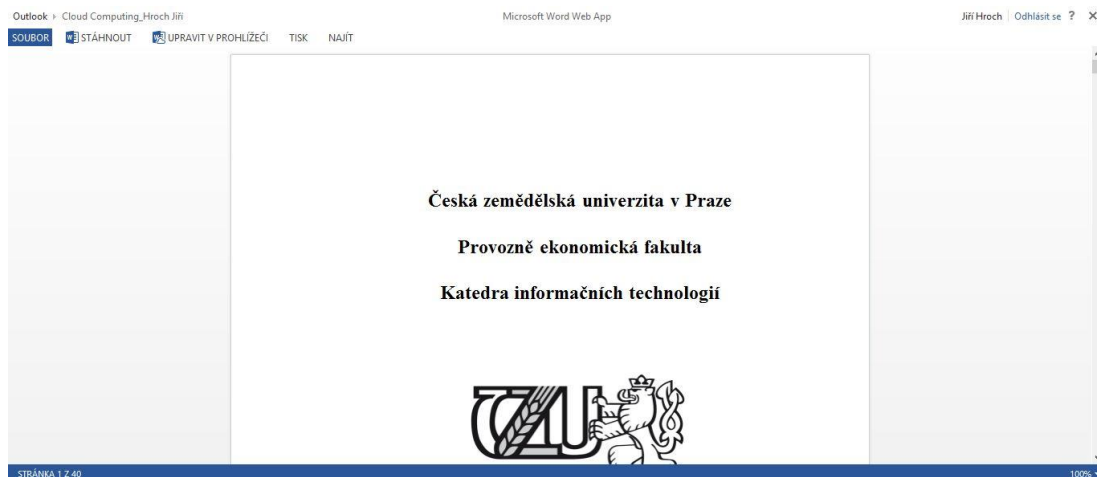 Outlook Cloud Computing_Hroch Jiří Microsoft Word Web App Jiří Hroch Odhlásit se ?
SOUBOR STÁHNOUT UPRAVIT V PROHLÍŽEČI TISK NAJÍT
Česká zemědělská univerzita v Praze
Provozně ekonomická fakulta
Katedra informačních technologií
ČZU
STRÁNKA 1 Z 40 100%